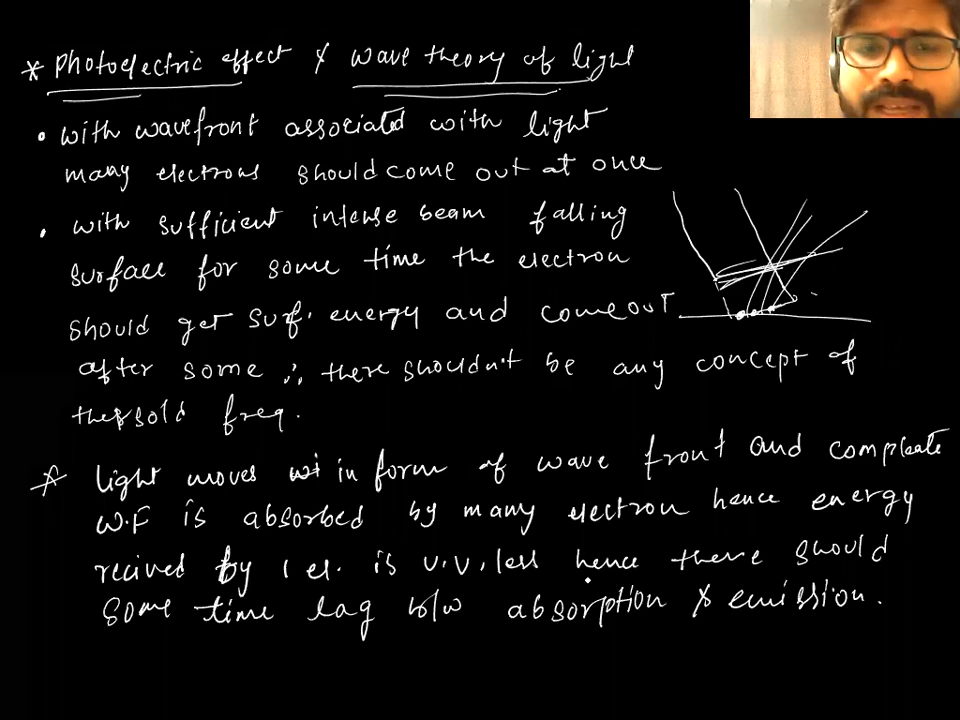 * Photoelectric effect & wave theory of light
• with wavefront associated with light
many electrons should come out at once
• with sufficient intense beam falling
surface for some time the electron
should get suf. energy and come out
after some ∴ there shouldn't be any concept of
thersold freq.
* light moves wi in form of wave front and compleate
W.F is absorbed by many electron hence energy
recived by 1 el. is v.v.less hence there should
some time lag b/w absorption & emission.